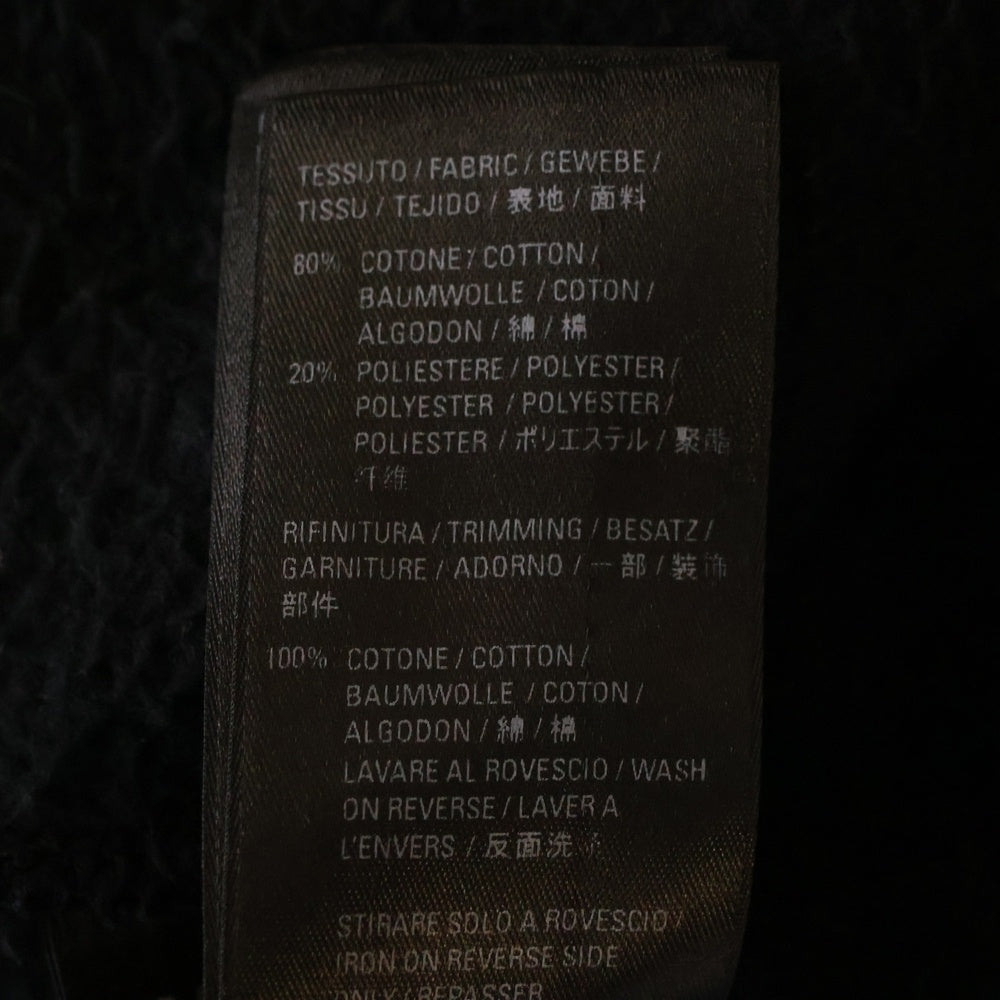 TESSUTO / FABRIC / GEWEBE /
TISSU / TEJIDO / 表地 / 面料
80% COTONE / COTTON /
BAUMWOLLE / COTON /
ALGODON / 綿 / 棉
20% POLIESTERE / POLYESTER /
POLYESTER / POLYESTER /
POLIESTER / ポリエステル / 聚酯
纤维
RIFINITURA / TRIMMING / BESATZ /
GARNITURE / ADORNO / 一部 / 装饰
部件
100% COTONE / COTTON /
BAUMWOLLE / COTON /
ALGODON / 綿 / 棉
LAVARE AL ROVESCIO / WASH
ON REVERSE / LAVER A
L'ENVERS / 反面洗
STIRARE SOLO A ROVESCIO /
IRON ON REVERSE SIDE
ONLY / REPASSER